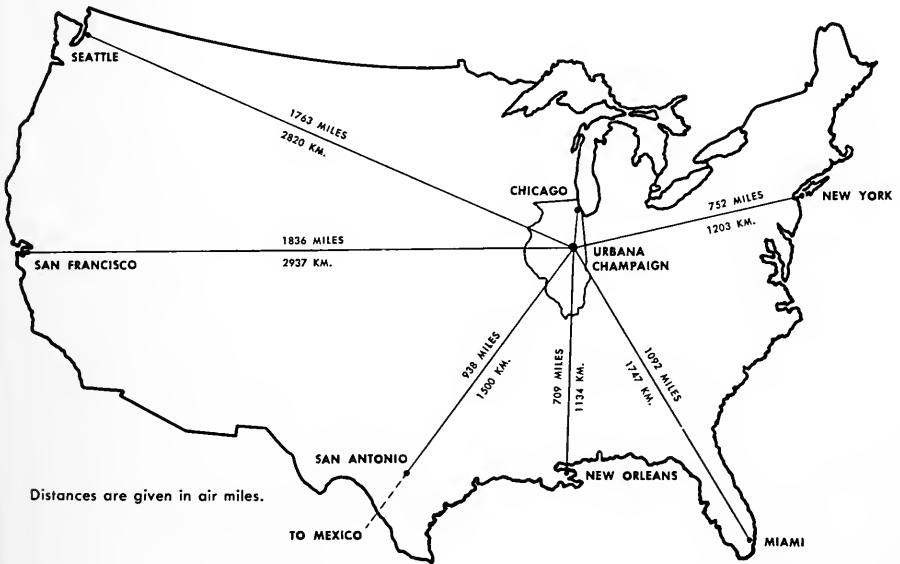 SEATTLE
1763 MILES
2820 KM.
CHICAGO
752 MILES
1203 KM.
NEW YORK
1836 MILES
2937 KM.
SAN FRANCISCO
URBANA
CHAMPAIGN
938 MILES
1500 KM.
709 MILES
1134 KM.
1092 MILES
1747 KM.
SAN ANTONIO
NEW ORLEANS
Distances are given in air miles.
TO MEXICO
MIAMI